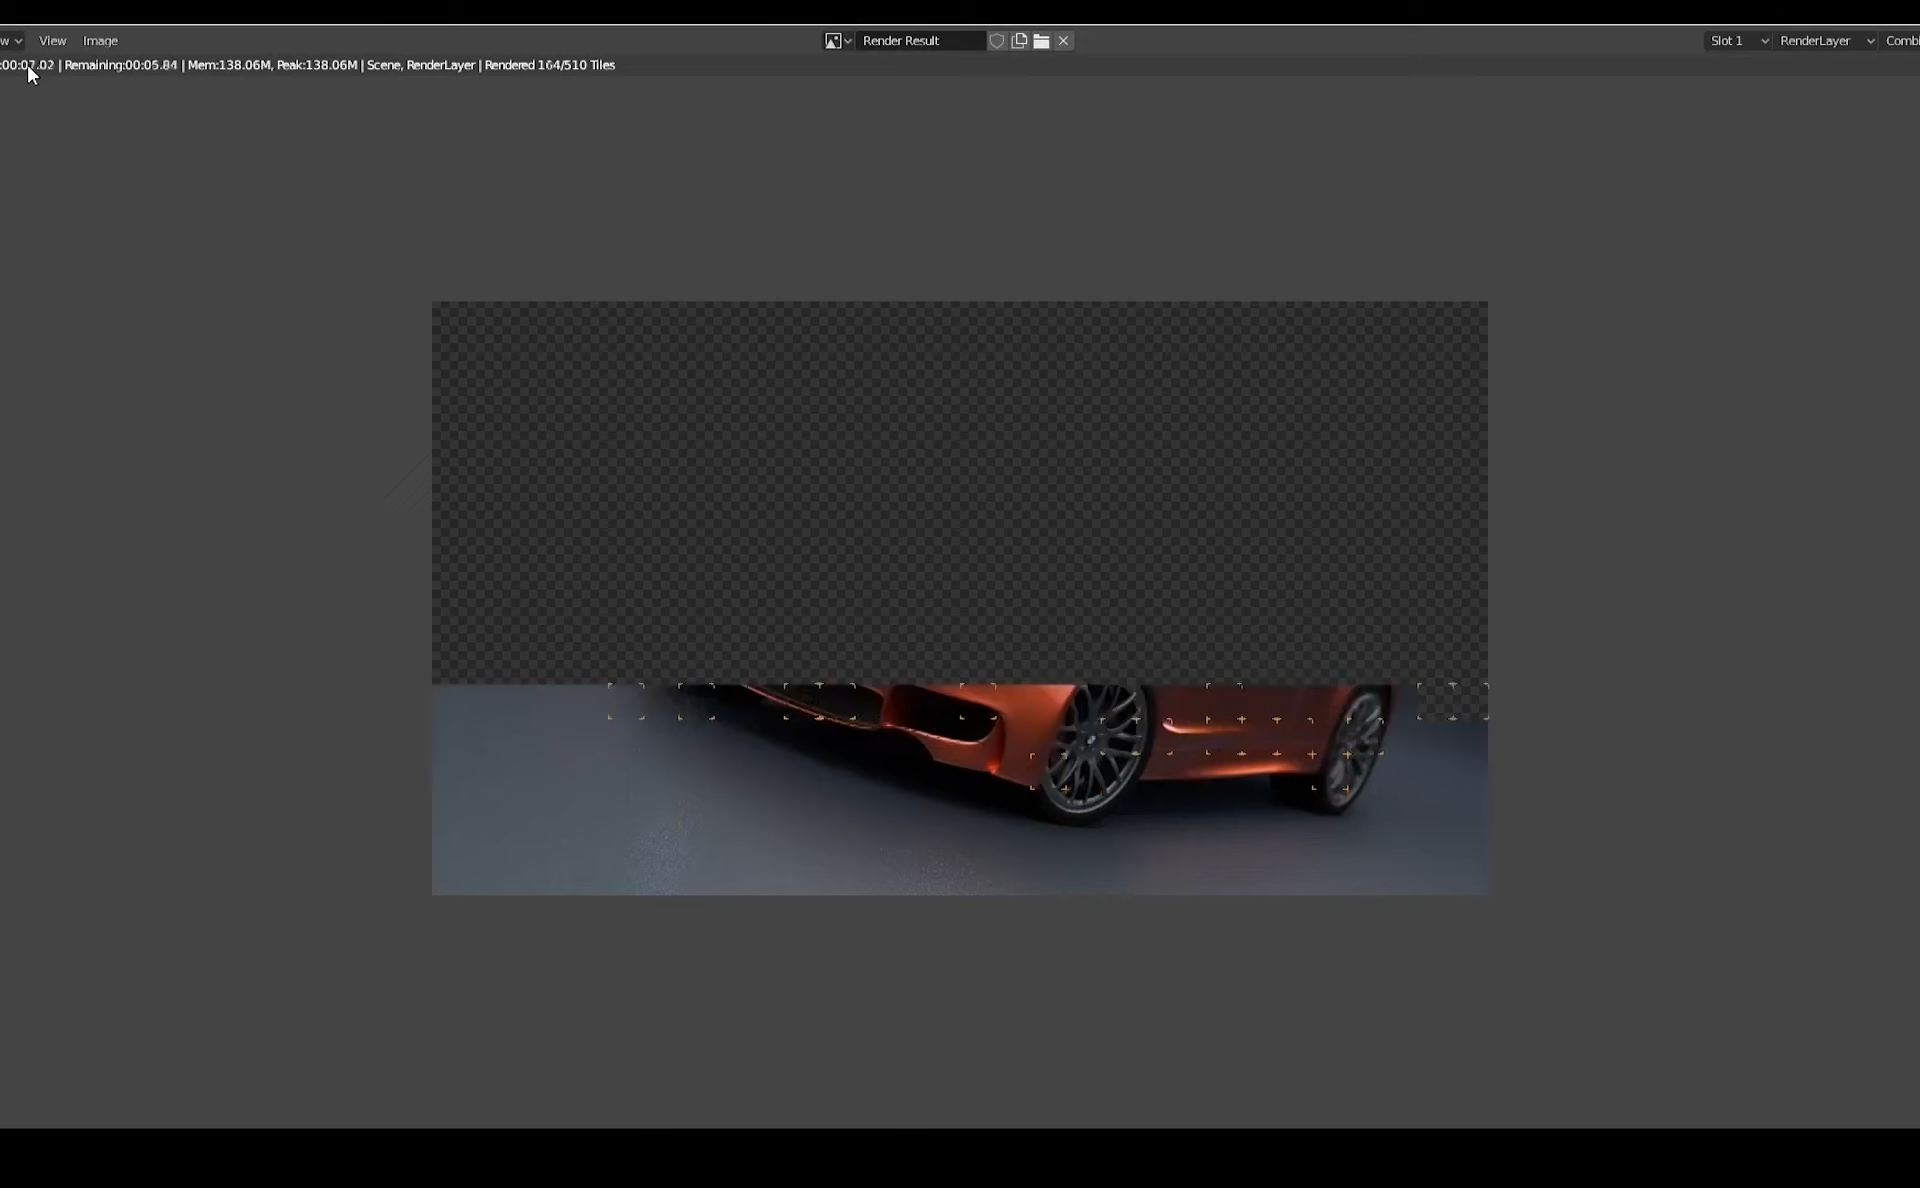 w View Image Render Result Slot 1 RenderLayer Combi
:00:07.02 | Remaining:00:05.84 | Mem:138.06M, Peak:138.06M | Scene, RenderLayer | Rendered 164/510 Tiles